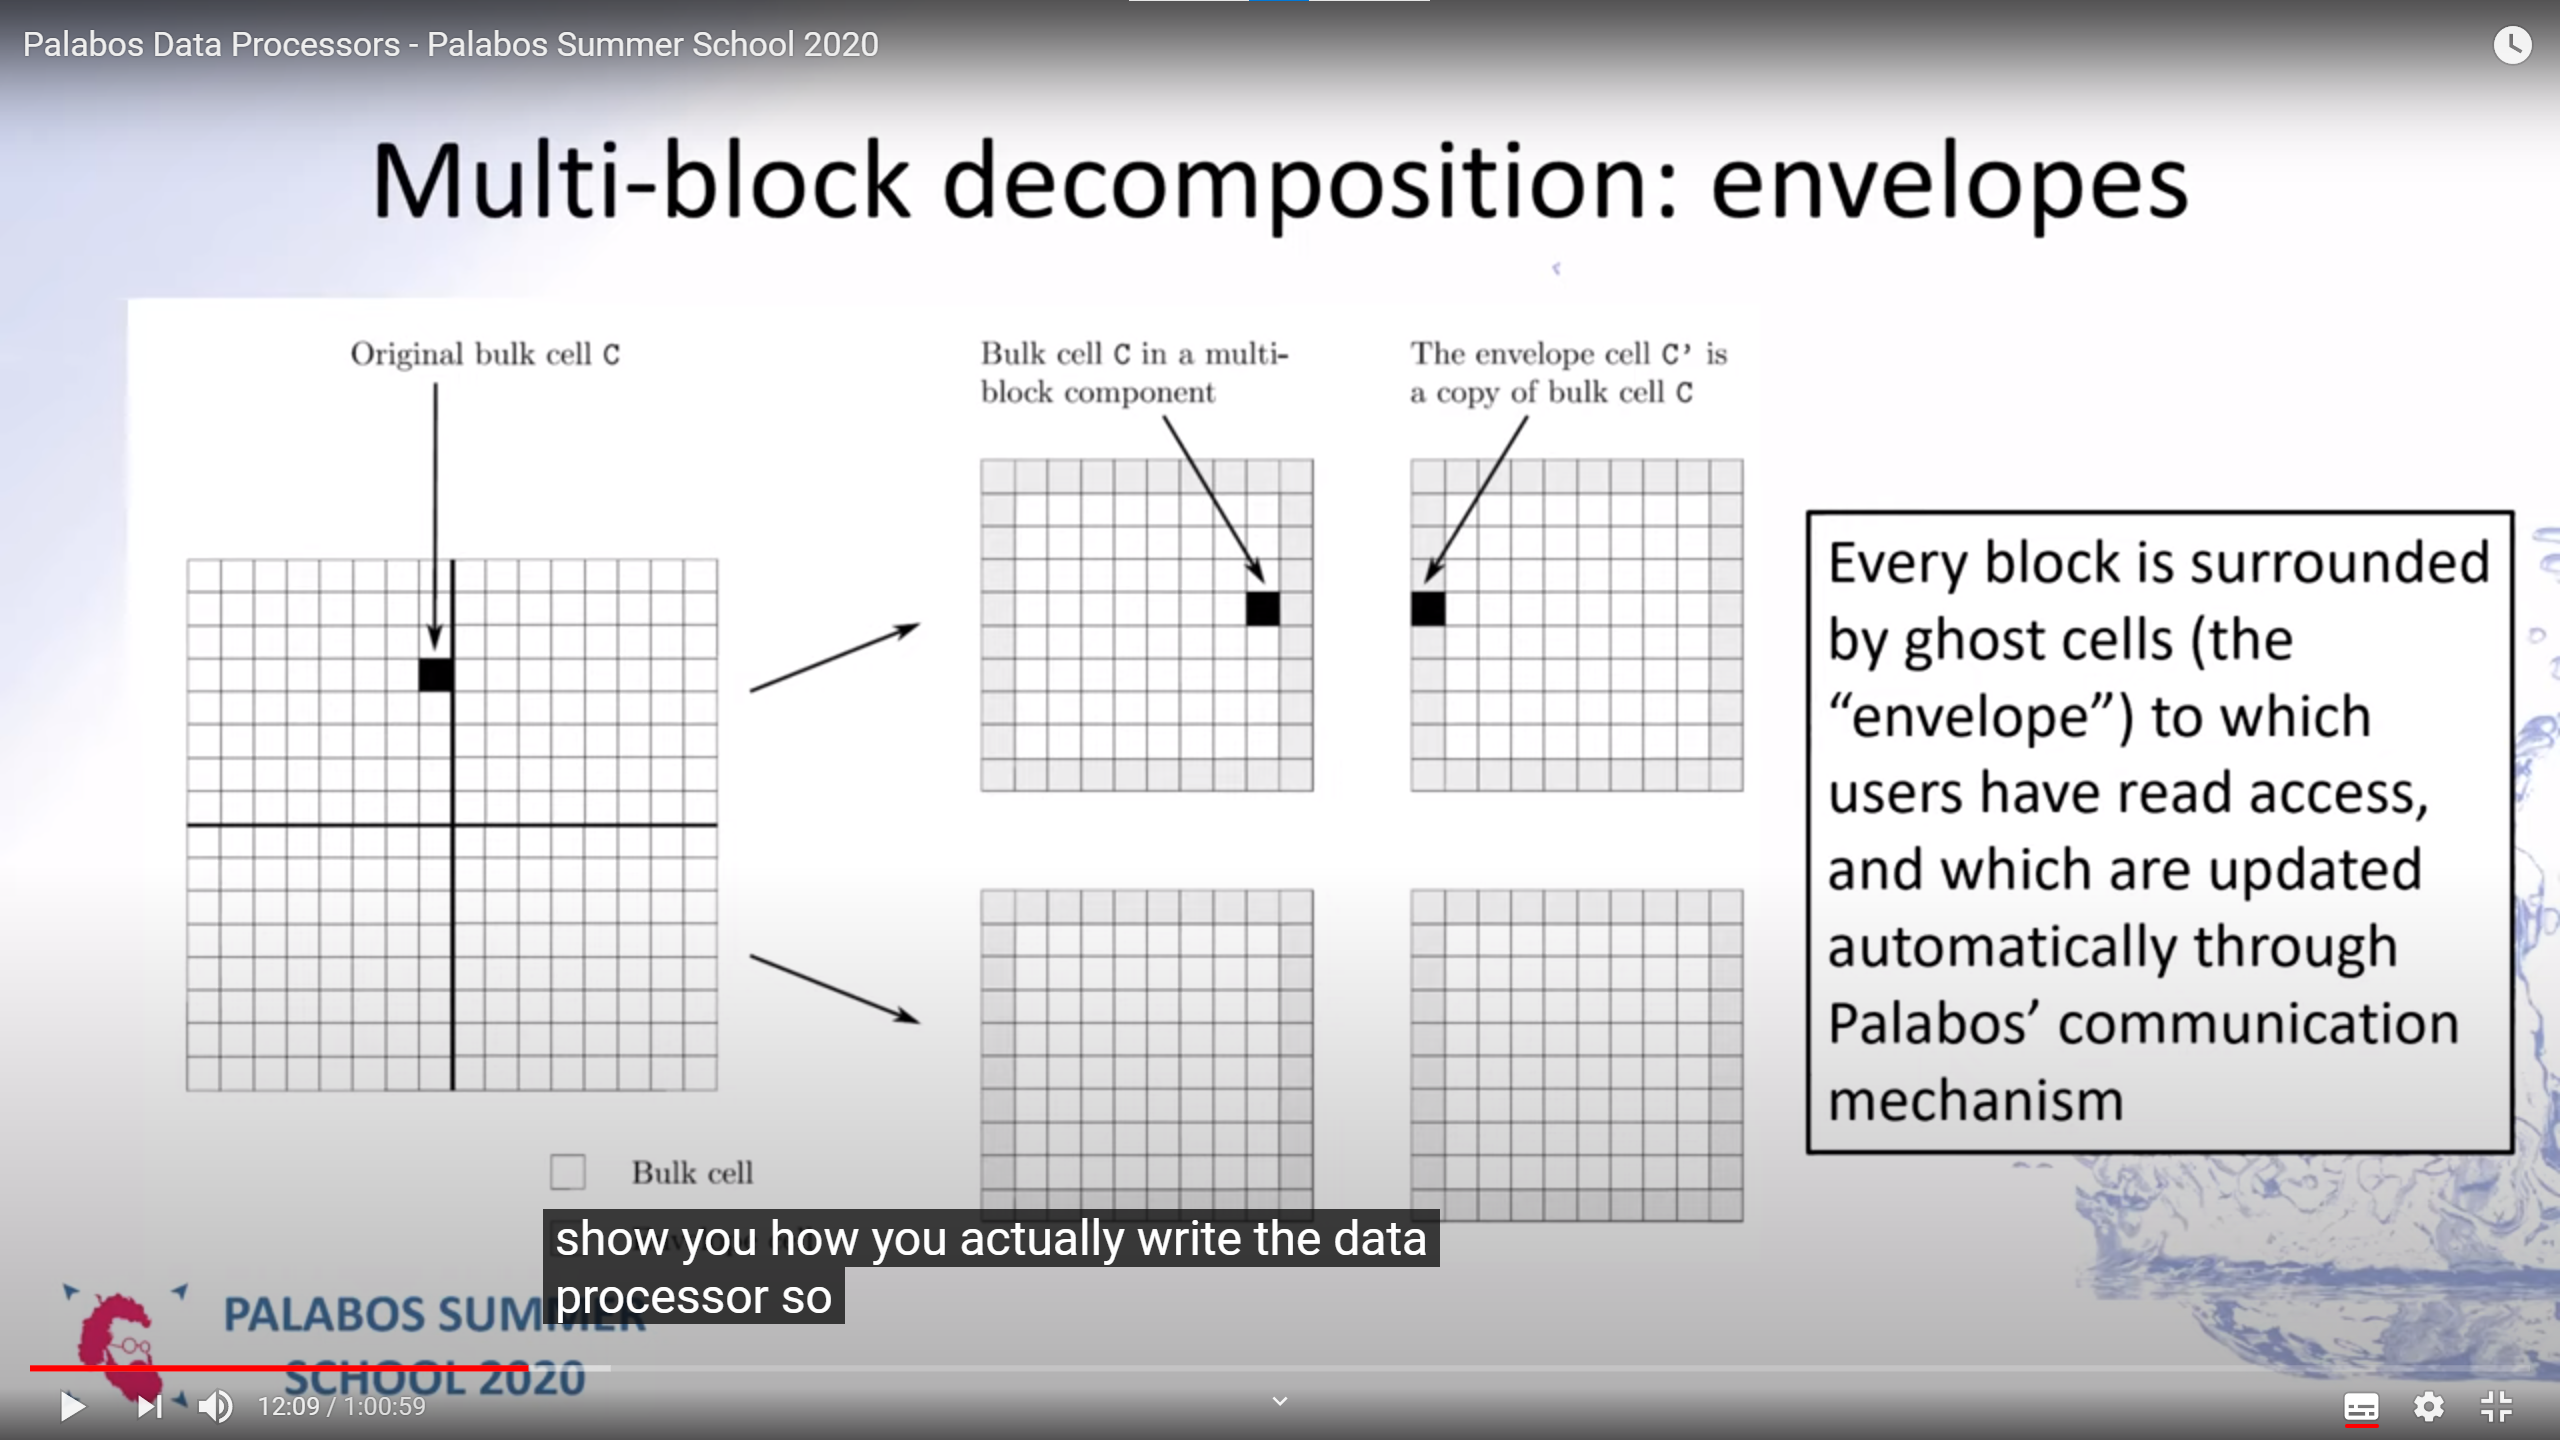 Palabos Data Processors - Palabos Summer School 2020
Multi-block decomposition: envelopes
Original bulk cell C
Bulk cell C in a multi-
block component
The envelope cell C’ is
a copy of bulk cell C
Every block is surrounded
by ghost cells (the
“envelope”) to which
users have read access,
and which are updated
automatically through
Palabos’ communication
mechanism
Bulk cell
show you how you actually write the data
processor so
PALABOS SUMMER
SCHOOL 2020
12:09 / 1:00:59